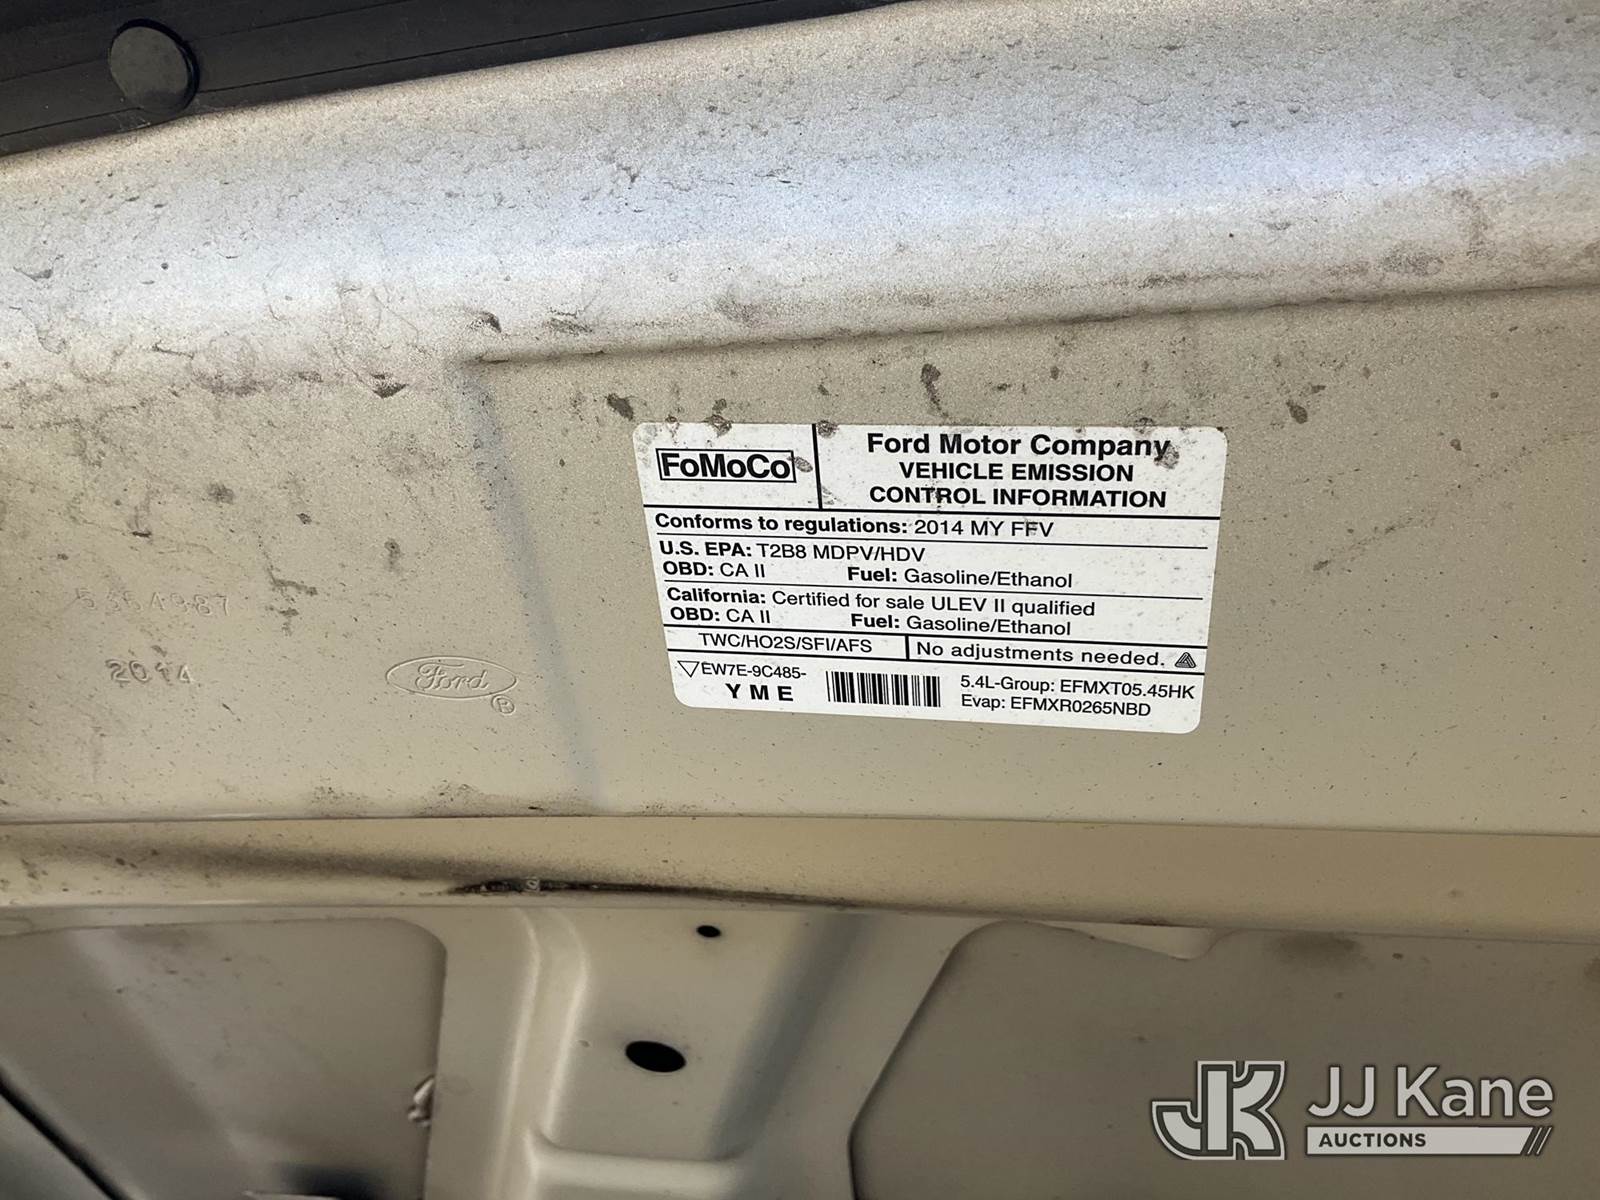 FoMoCo
Ford Motor Company
VEHICLE EMISSION
CONTROL INFORMATION
Conforms to regulations: 2014 MY FFV
U.S. EPA: T2B8 MDPV/HDV
OBD: CA II Fuel: Gasoline/Ethanol
California: Certified for sale ULEV II qualified
OBD: CA II Fuel: Gasoline/Ethanol
TWC/HO2S/SFI/AFS No adjustments needed.
EW7E-9C485-
YME
5.4L-Group: EFMXT05.45HK
Evap: EFMXR0265NBD
2014
Ford
R
JK JJ Kane
AUCTIONS